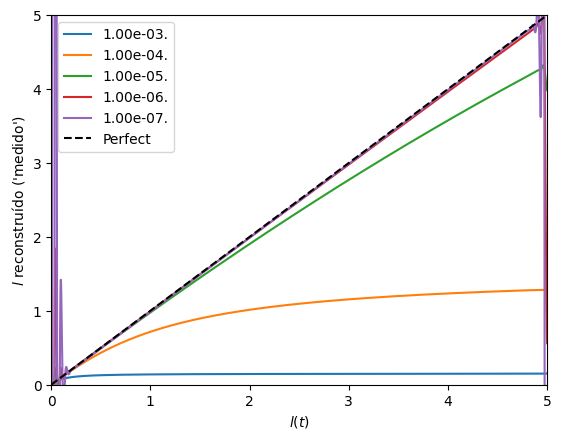 5
4
3
2
1
0
l reconstruído ('medido')
1.00e-03.
1.00e-04.
1.00e-05.
1.00e-06.
1.00e-07.
Perfect
0 1 2 3 4 5
l(t)